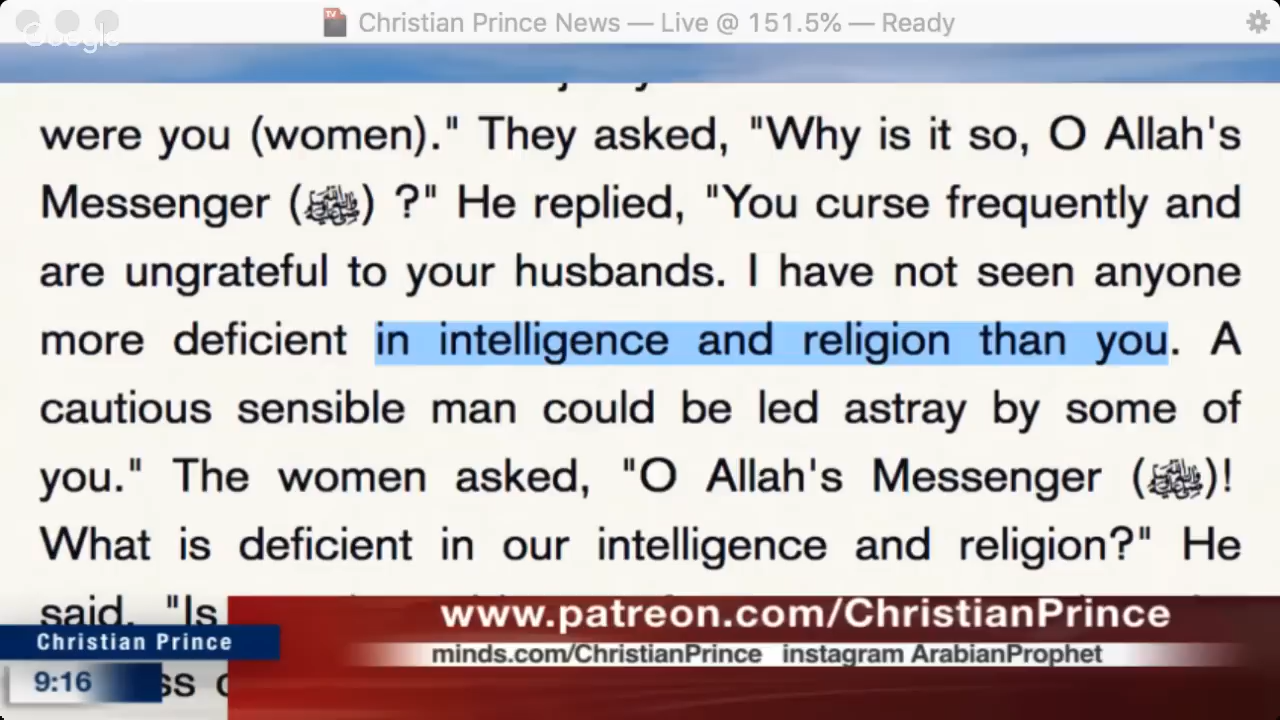 Christian Prince News — Live @ 151.5% — Ready
Google
were you (women)." They asked, "Why is it so, O Allah's
Messenger (ﷺ) ?" He replied, "You curse frequently and
are ungrateful to your husbands. I have not seen anyone
more deficient in intelligence and religion than you. A
cautious sensible man could be led astray by some of
you." The women asked, "O Allah's Messenger (ﷺ)!
What is deficient in our intelligence and religion?" He
said, "Is
www.patreon.com/ChristianPrince
Christian Prince
minds.com/ChristianPrince instagram ArabianProphet
9:16